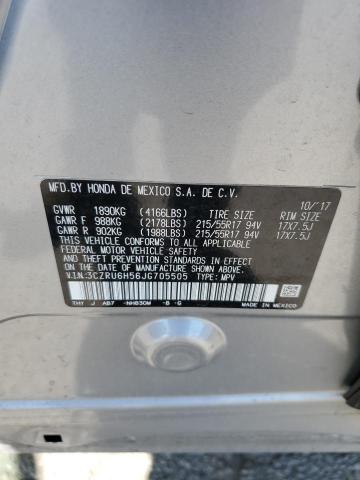 MFD.BY HONDA DE MEXICO S.A. DE C.V.
10/'17
GVWR 1890KG (4166LBS) TIRE SIZE RIM SIZE
GAWR F 988KG (2178LBS) 215/55R17 94V 17X7.5J
GAWR R 902KG (1988LBS) 215/55R17 94V 17X7.5J
THIS VEHICLE CONFORMS TO ALL APPLICABLE
FEDERAL MOTOR VEHICLE SAFETY
THEFT PREVENTION STANDARDS IN EFFECT ON THE
DATE OF MANUFACTURE SHOWN ABOVE.
V.I.N:3CZRU6H56JG705505 TYPE: MPV
THY J AB7 -NH830M -B -G MADE IN MEXICO